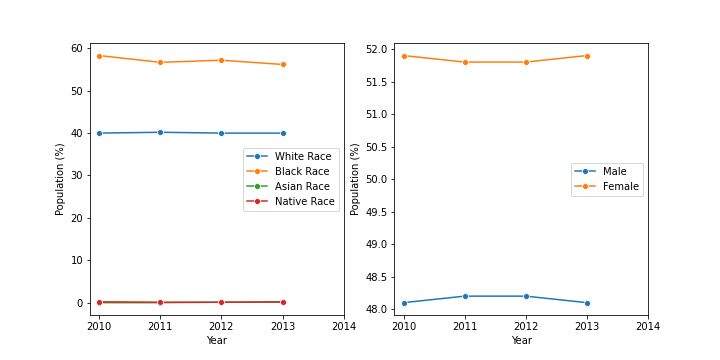 60
50
40
30
20
10
0
Population (%)
2010 2011 2012 2013 2014
Year
White Race
Black Race
Asian Race
Native Race
52.0
51.5
51.0
50.5
50.0
49.5
49.0
48.5
48.0
Population (%)
2010 2011 2012 2013 2014
Year
Male
Female